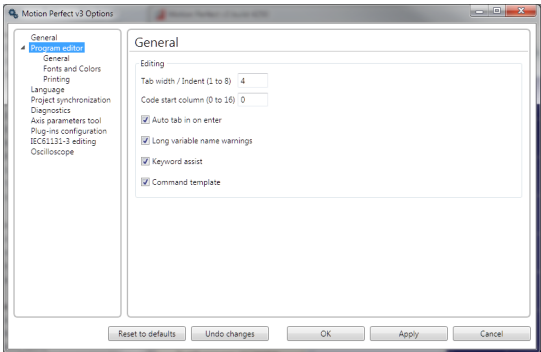 Motion Perfect v3 Options
General
Program editor
General
Fonts and Colors
Printing
Language
Project synchronization
Diagnostics
Axis parameters tool
Plug-ins configuration
IEC61131-3 editing
Oscilloscope
General
Editing
Tab width / Indent (1 to 8) 4
Code start column (0 to 16) 0
Auto tab in on enter
Long variable name warnings
Keyword assist
Command template
Reset to defaults Undo changes OK Apply Cancel